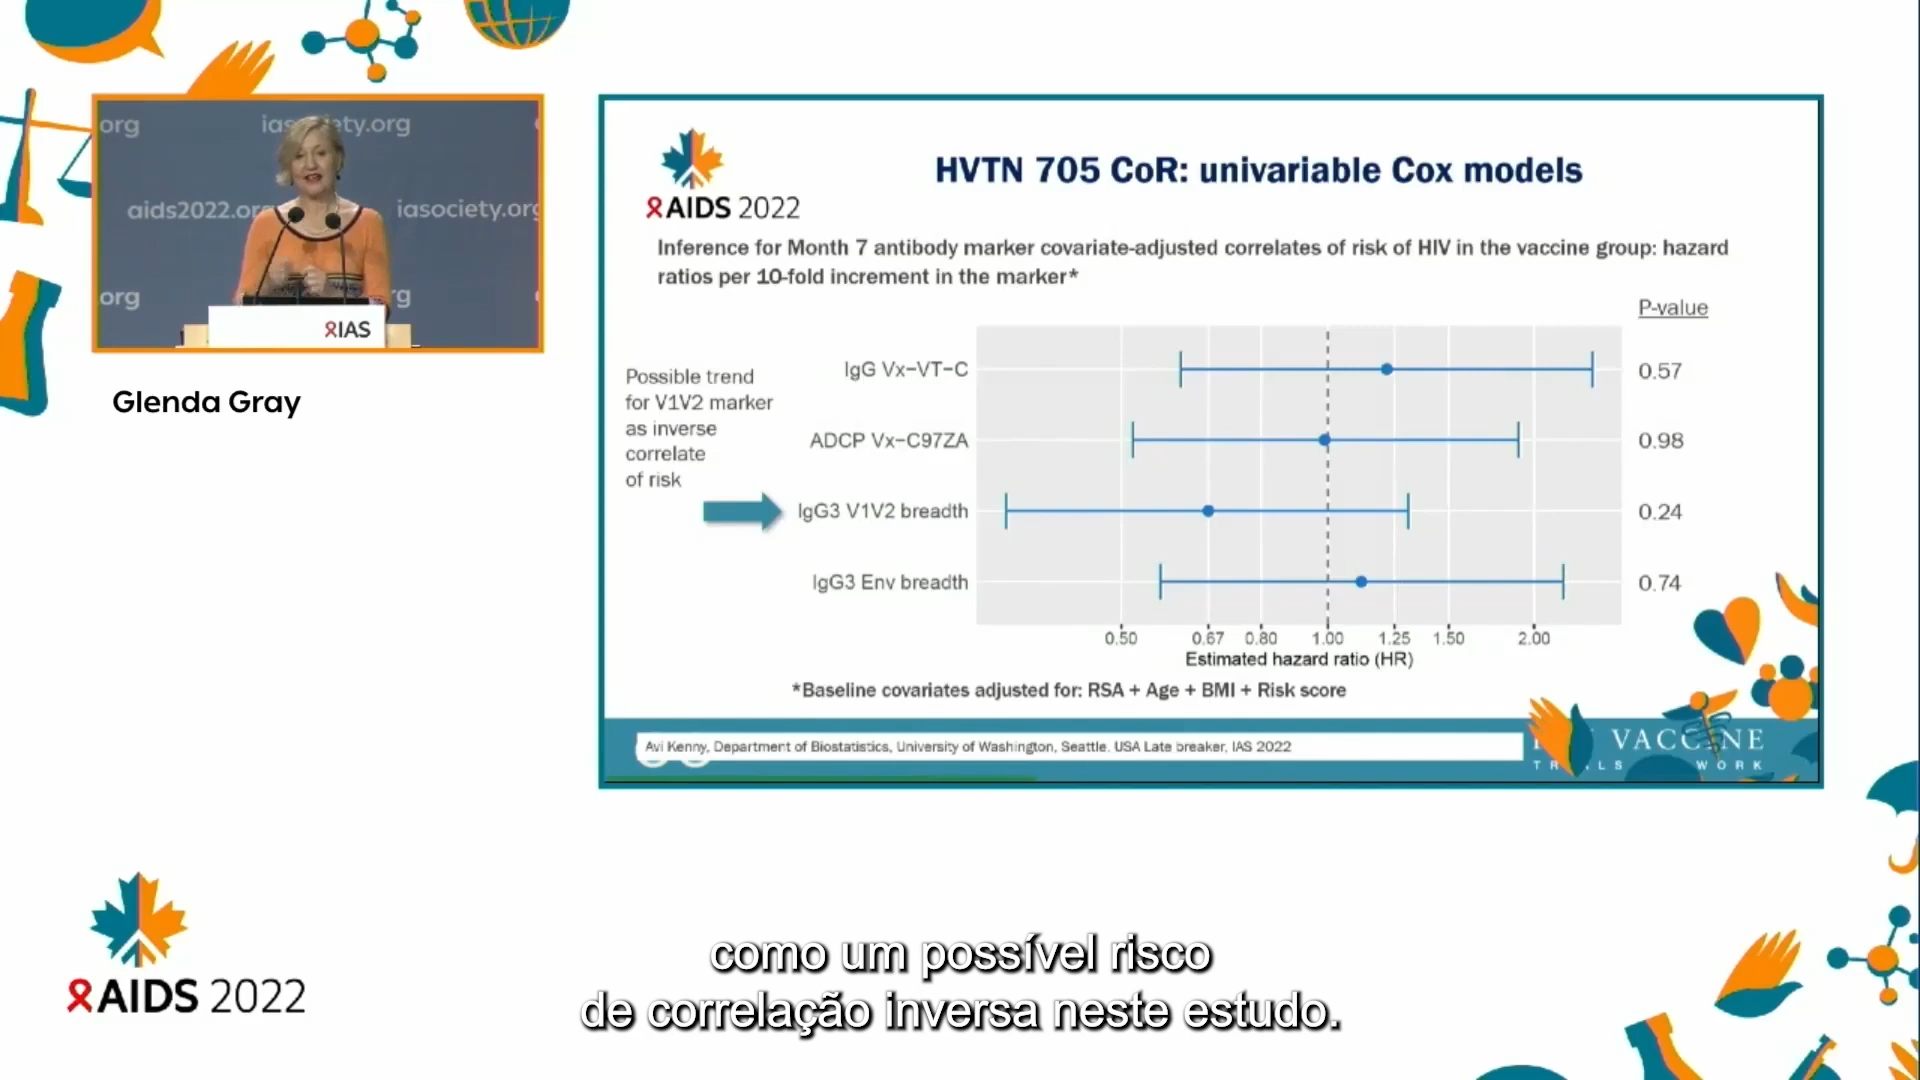 org
iasociety.org
aids2022.org
iasociety.org
org
IAS
Glenda Gray
AIDS 2022
HVTN 705 CoR: univariable Cox models
Inference for Month 7 antibody marker covariate-adjusted correlates of risk of HIV in the vaccine group: hazard
ratios per 10-fold increment in the marker*
P-value
Possible trend
for V1V2 marker
as inverse
correlate
of risk
IgG Vx-VT-C
0.57
ADCP Vx-C97ZA
0.98
IgG3 V1V2 breadth
0.24
IgG3 Env breadth
0.74
0.50 0.67 0.80 1.00 1.25 1.50 2.00
Estimated hazard ratio (HR)
*Baseline covariates adjusted for: RSA + Age + BMI + Risk score
Avi Kenny, Department of Biostatistics, University of Washington, Seattle. USA Late breaker, IAS 2022
AIDS 2022
como um possível risco
de correlação inversa neste estudo.